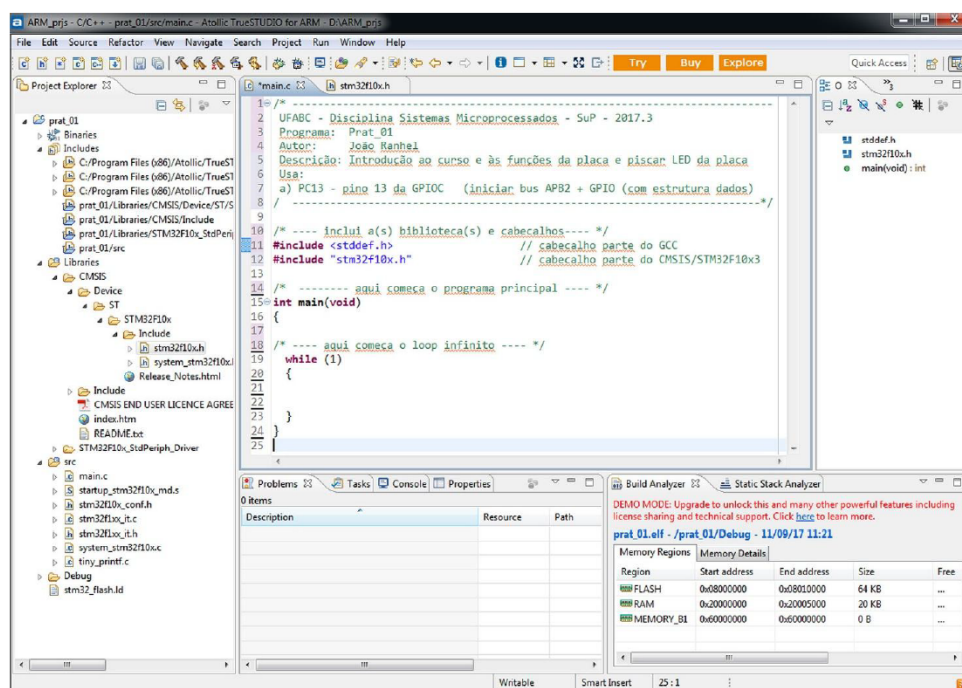 ARM_prjs - C/C++ - prat_01/src/main.c - Atollic TrueSTUDIO for ARM - D:\ARM_prjs
File Edit Source Refactor View Navigate Search Project Run Window Help
Try Buy Explore Quick Access
Project Explorer
prat_01
Binaries
Includes
C:/Program Files (x86)/Atollic/TrueST
C:/Program Files (x86)/Atollic/TrueST
C:/Program Files (x86)/Atollic/TrueST
prat_01/Libraries/CMSIS/Device/ST/S
prat_01/Libraries/CMSIS/Include
prat_01/Libraries/STM32F10x_StdPeri
prat_01/src
Libraries
CMSIS
Device
ST
STM32F10x
Include
stm32f10x.h
system_stm32f10x.
Release_Notes.html
Include
CMSIS END USER LICENCE AGREE
index.htm
README.txt
STM32F10x_StdPeriph_Driver
src
main.c
startup_stm32f10x_md.s
stm32f10x_conf.h
stm32f1xx_it.c
stm32f1xx_it.h
system_stm32f10x.c
tiny_printf.c
Debug
stm32_flash.ld
*main.c stm32f10x.h
1 /* ----------------------------------------------------------------------
2 UFABC - Disciplina Sistemas Microprocessados - SuP - 2017.3
3 Programa: Prat_01
4 Autor: João Ranhel
5 Descrição: Introdução ao curso e às funções da placa e piscar LED da placa
6 Usa:
7 a) PC13 - pino 13 da GPIOC (iniciar bus APB2 + GPIO (com estrutura dados)
8 / --------------------------------------------------------------------*/
9
10 /* ---- inclui a(s) biblioteca(s) e cabecalhos---- */
11 #include <stddef.h> // cabecalho parte do GCC
12 #include "stm32f10x.h" // cabecalho parte do CMSIS/STM32F10x3
13
14 /* -------- aqui começa o programa principal ---- */
15 int main(void)
16 {
17
18 /* ---- aqui começa o loop infinito ---- */
19 while (1)
20 {
21
22
23 }
24 }
25
stddef.h
stm32f10x.h
main(void) : int
Problems Tasks Console Properties
0 items
Description Resource Path
Build Analyzer Static Stack Analyzer
DEMO MODE: Upgrade to unlock this and many other powerful features including
license sharing and technical support. Click here to learn more.
prat_01.elf - /prat_01/Debug - 11/09/17 11:21
Memory Regions Memory Details
Region Start address End address Size Free
FLASH 0x08000000 0x08010000 64 KB ...
RAM 0x20000000 0x20005000 20 KB ...
MEMORY_B1 0x60000000 0x60000000 0 B ...
Writable Smart Insert 25 : 1